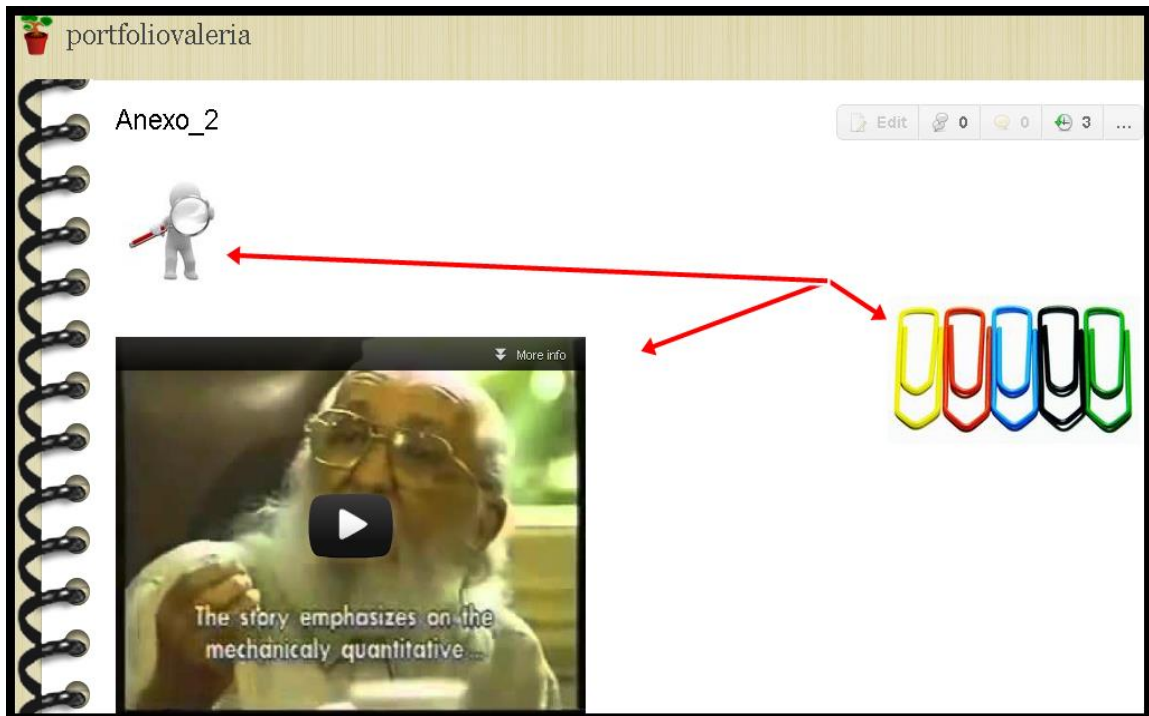 portfoliovaleria
Anexo_2
Edit
0
0
3
...
More info
The story emphasizes on the
mechanicaly quantitative...